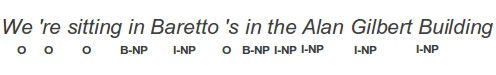 We 're sitting in Baretto 's in the Alan Gilbert Building
O O O B-NP I-NP O B-NP I-NP I-NP I-NP I-NP